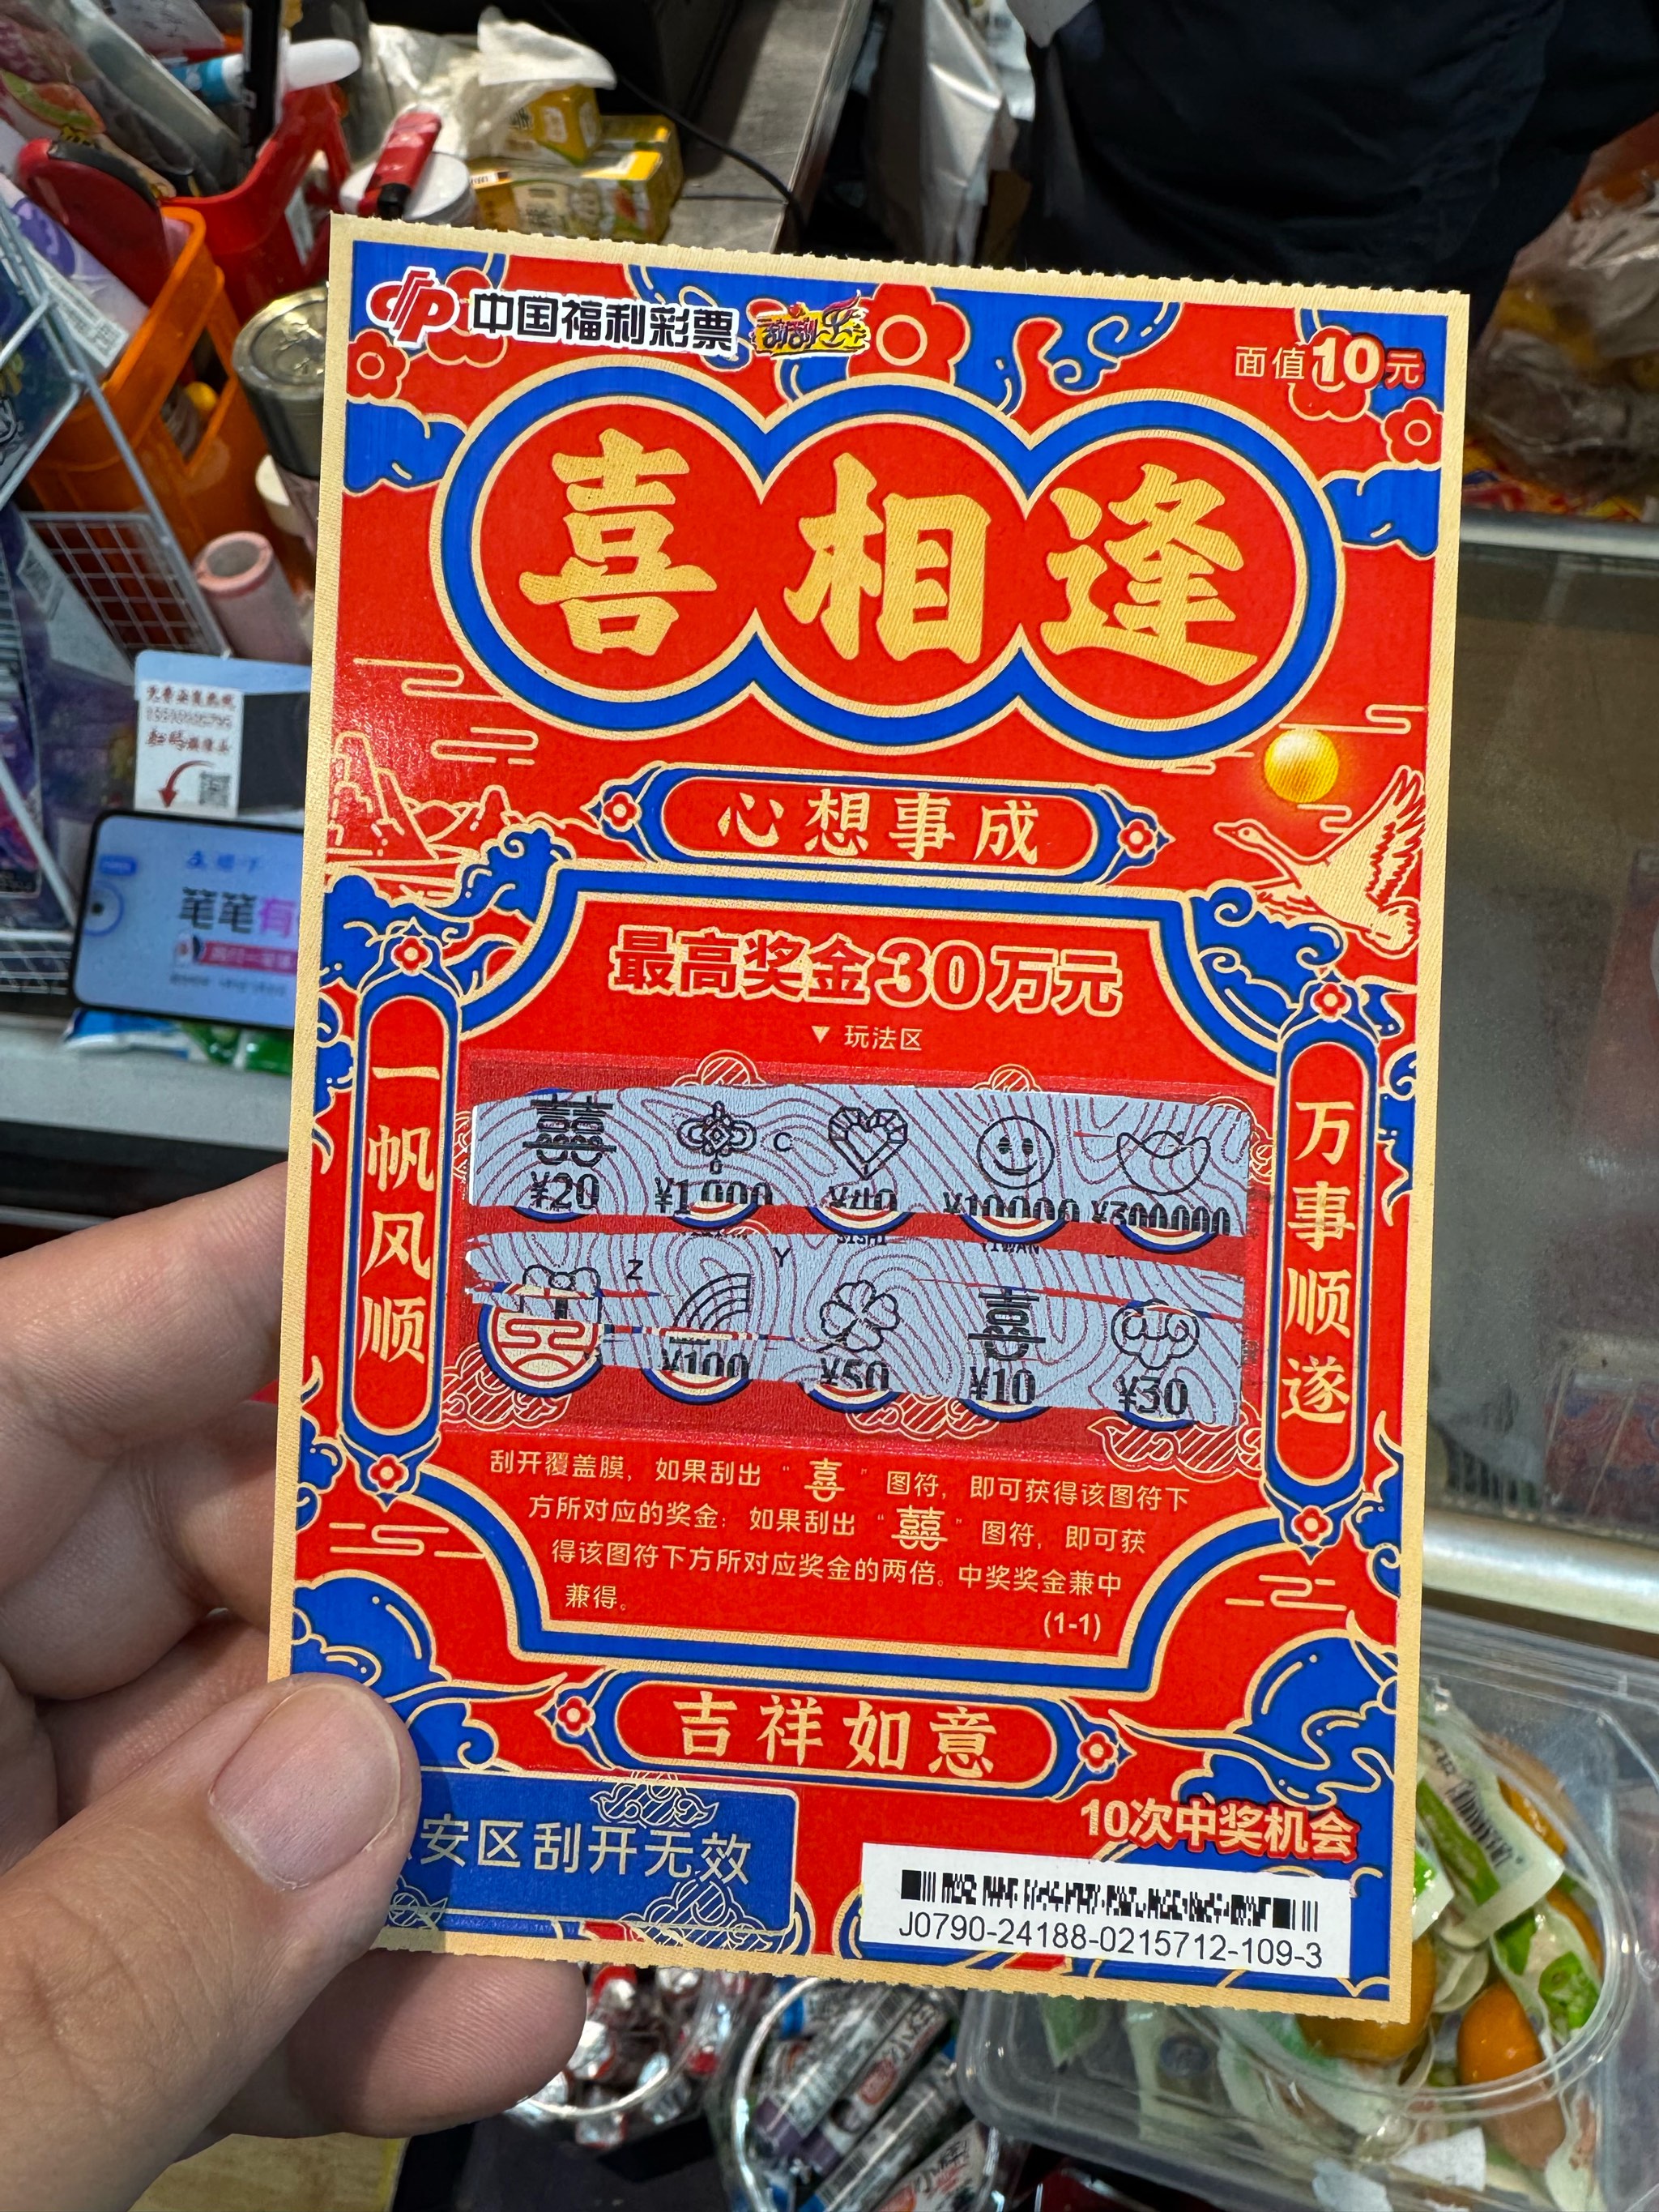 中国福利彩票 刮刮乐
面值10元
喜相逢
心想事成
最高奖金30万元
▼ 玩法区
一帆风顺
万事顺遂
囍 C
¥20 ¥1,000 ¥40 ¥10000 ¥300000
SISHI YIWAN
Z Y
喜
¥100 ¥50 ¥10 ¥30
刮开覆盖膜，如果刮出“喜”图符，即可获得该图符下
方所对应的奖金；如果刮出“囍”图符，即可获
得该图符下方所对应奖金的两倍。中奖奖金兼中
兼得。
(1-1)
吉祥如意
10次中奖机会
安区刮开无效
J0790-24188-0215712-109-3
笔笔有